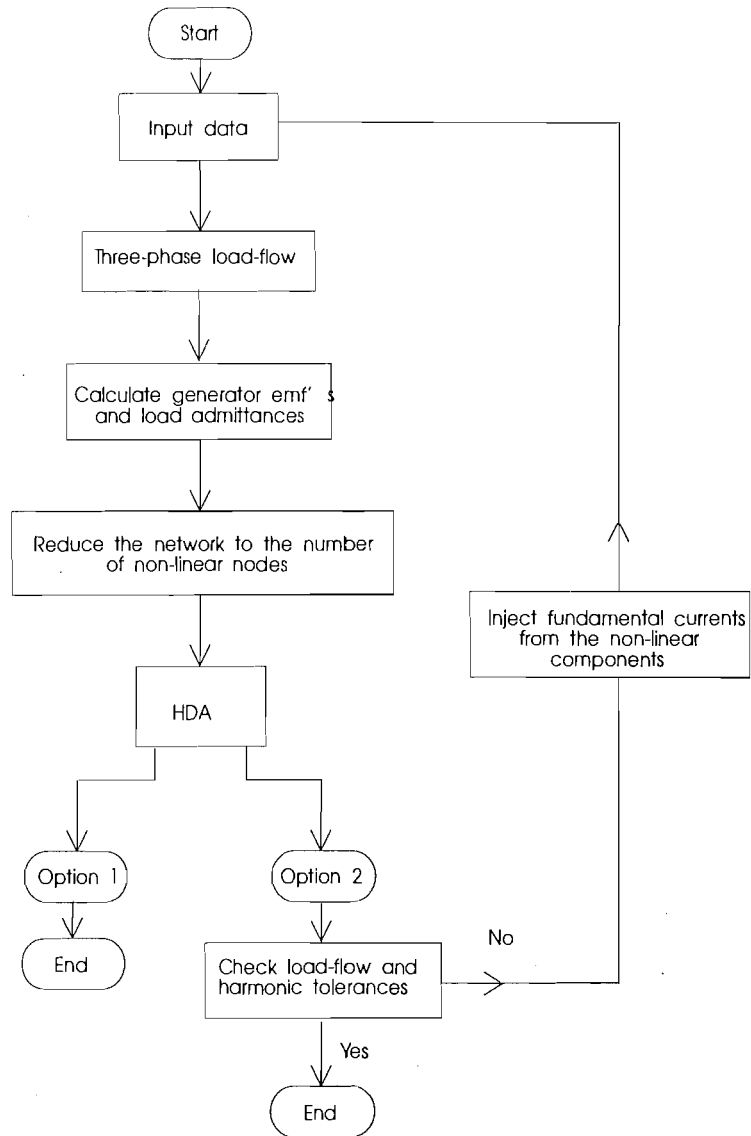 Start
Input data
Three-phase load-flow
Calculate generator emf's
and load admittances
Reduce the network to the number
of non-linear nodes
Inject fundamental currents
from the non-linear
components
HDA
Option 1
Option 2
No
End
Check load-flow and
harmonic tolerances
Yes
End